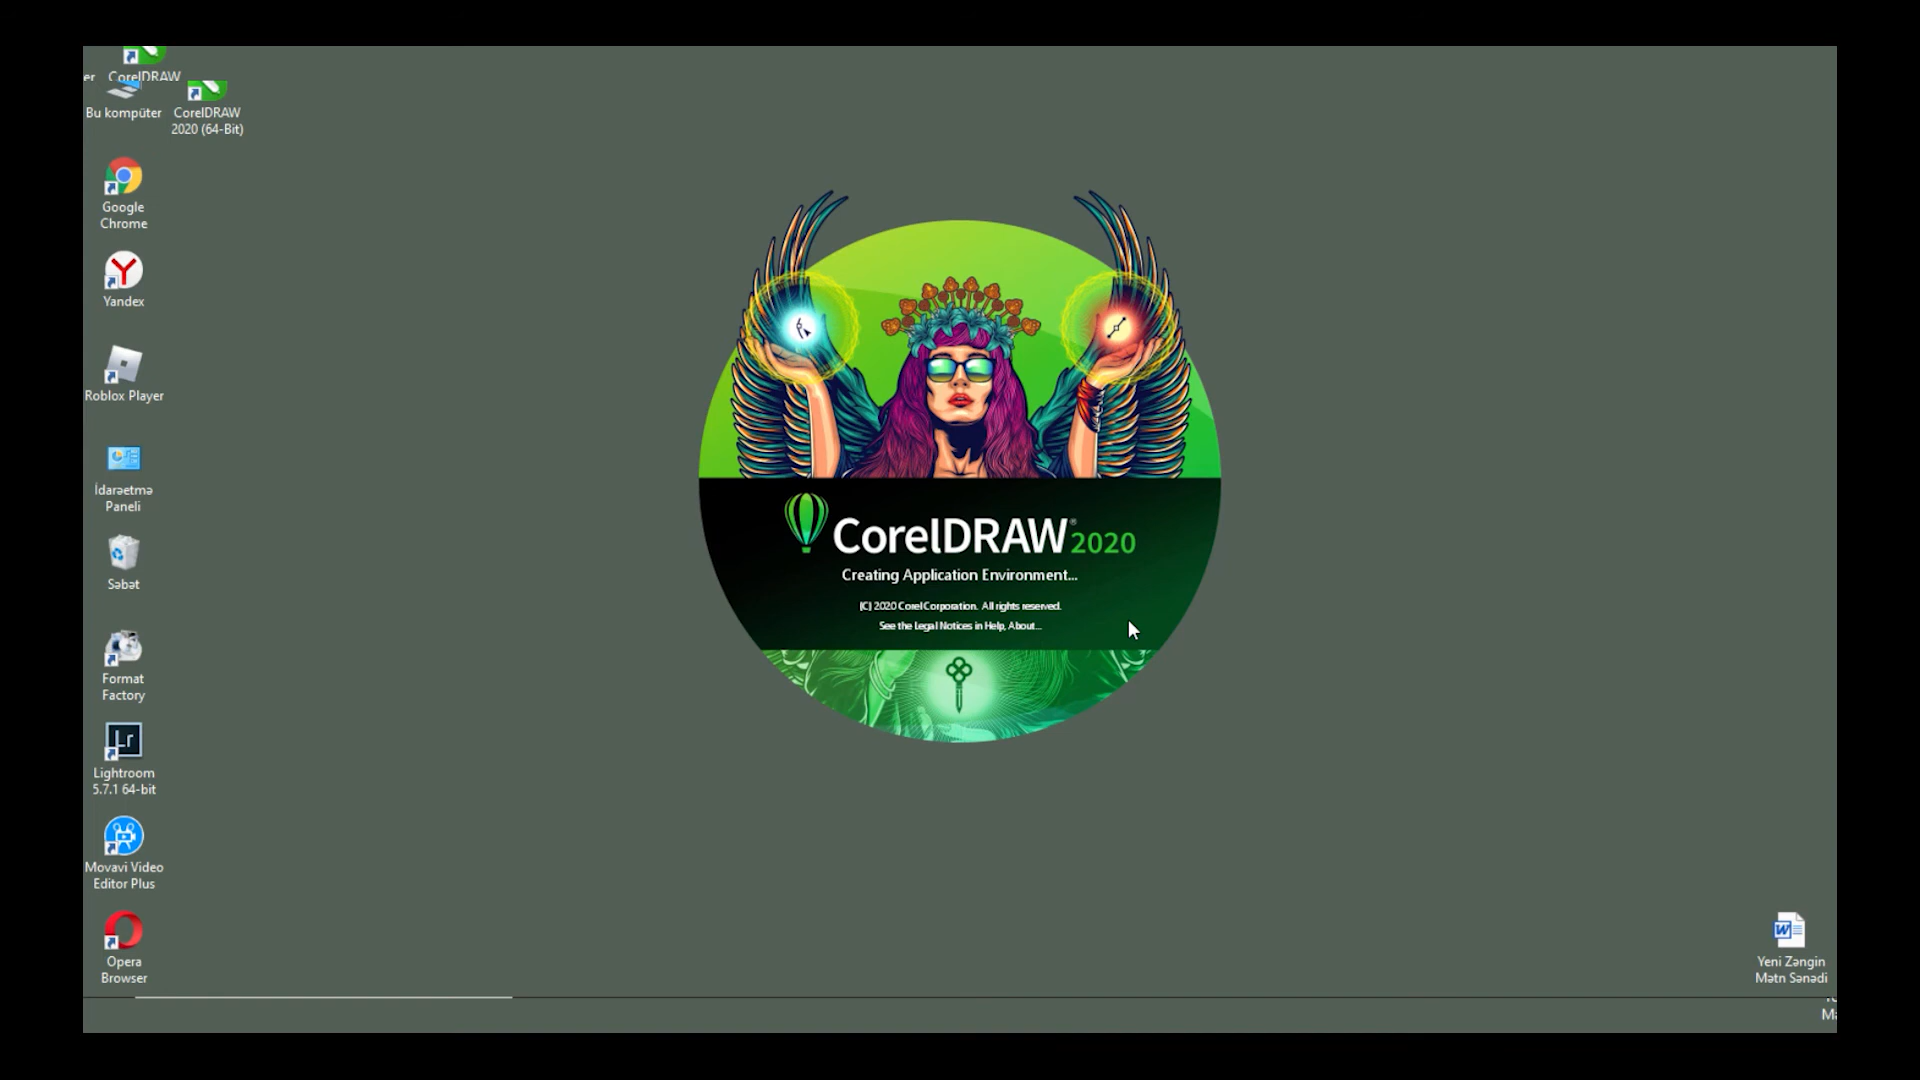 er CorelDRAW
Bu kompüter
CorelDRAW
2020 (64-Bit)
Google
Chrome
Yandex
Roblox Player
İdarəetmə
Paneli
Səbət
Format
Factory
Lr
Lightroom
5.7.1 64-bit
Movavi Video
Editor Plus
Opera
Browser
CorelDRAW® 2020
Creating Application Environment...
(C) 2020 Corel Corporation. All rights reserved.
See the Legal Notices in Help, About...
W
Yeni Zəngin
Mətn Sənədi